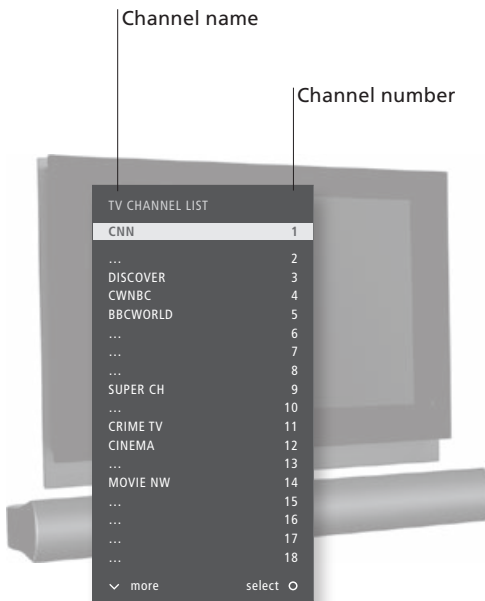 Channel name
Channel number
TV CHANNEL LIST
CNN 1
... 2
DISCOVER 3
CWNBC 4
BBCWORLD 5
... 6
... 7
... 8
SUPER CH 9
... 10
CRIME TV 11
CINEMA 12
... 13
MOVIE NW 14
... 15
... 16
... 17
... 18
more select